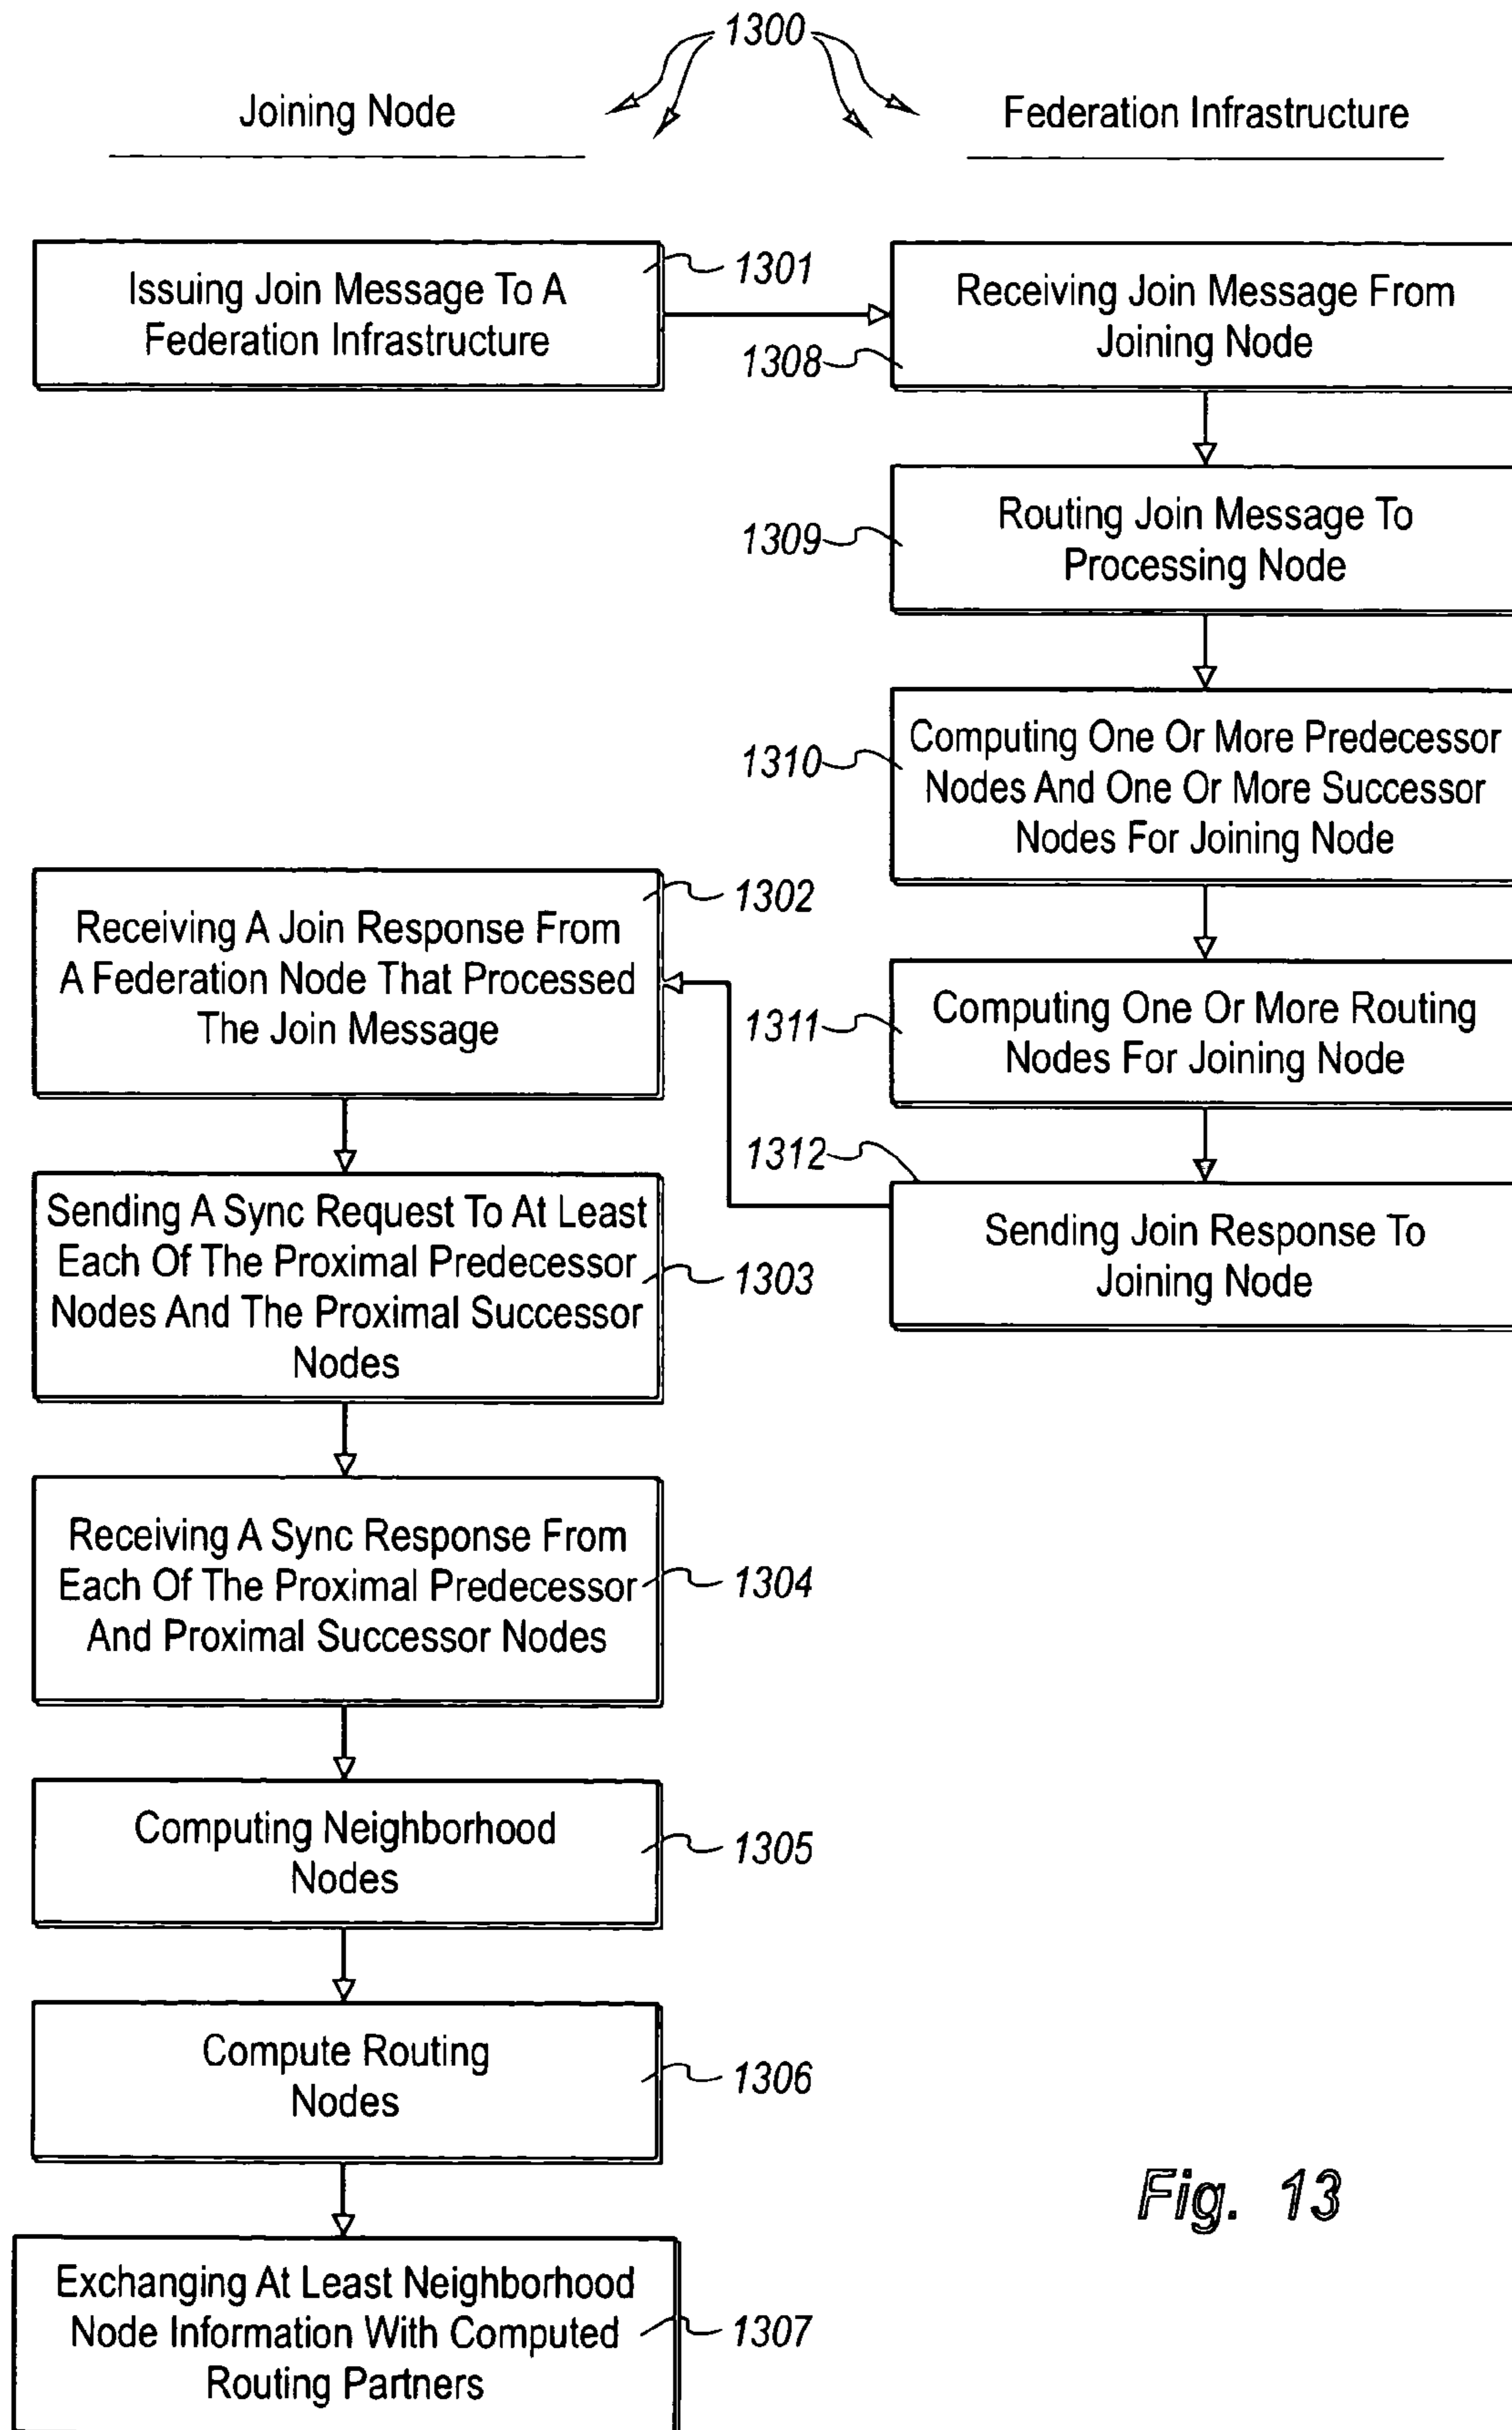 1300
Joining Node
Federation Infrastructure
Issuing Join Message To A
Federation Infrastructure
1301
Receiving Join Message From
Joining Node
1308
Routing Join Message To
Processing Node
1309
Computing One Or More Predecessor
Nodes And One Or More Successor
Nodes For Joining Node
1310
Receiving A Join Response From
A Federation Node That Processed
The Join Message
1302
Computing One Or More Routing
Nodes For Joining Node
1311
1312
Sending Join Response To
Joining Node
Sending A Sync Request To At Least
Each Of The Proximal Predecessor
Nodes And The Proximal Successor
Nodes
1303
Receiving A Sync Response From
Each Of The Proximal Predecessor
And Proximal Successor Nodes
1304
Computing Neighborhood
Nodes
1305
Compute Routing
Nodes
1306
Exchanging At Least Neighborhood
Node Information With Computed
Routing Partners
1307
Fig. 13